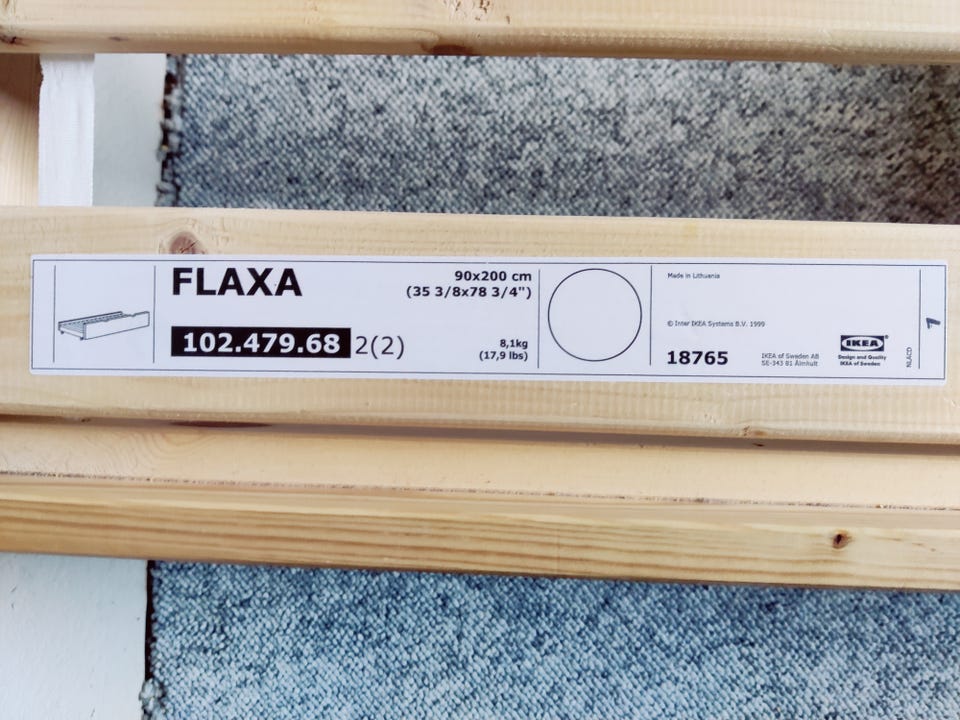 FLAXA
90x200 cm
(35 3/8x78 3/4")
102.479.68 2(2)
8,1kg
(17,9 lbs)
Made in Lithuania
© Inter IKEA Systems B.V. 1999
18765
IKEA of Sweden AB
SE-343 81 Älmhult
IKEA®
Design and Quality
IKEA of Sweden
NLACD
7